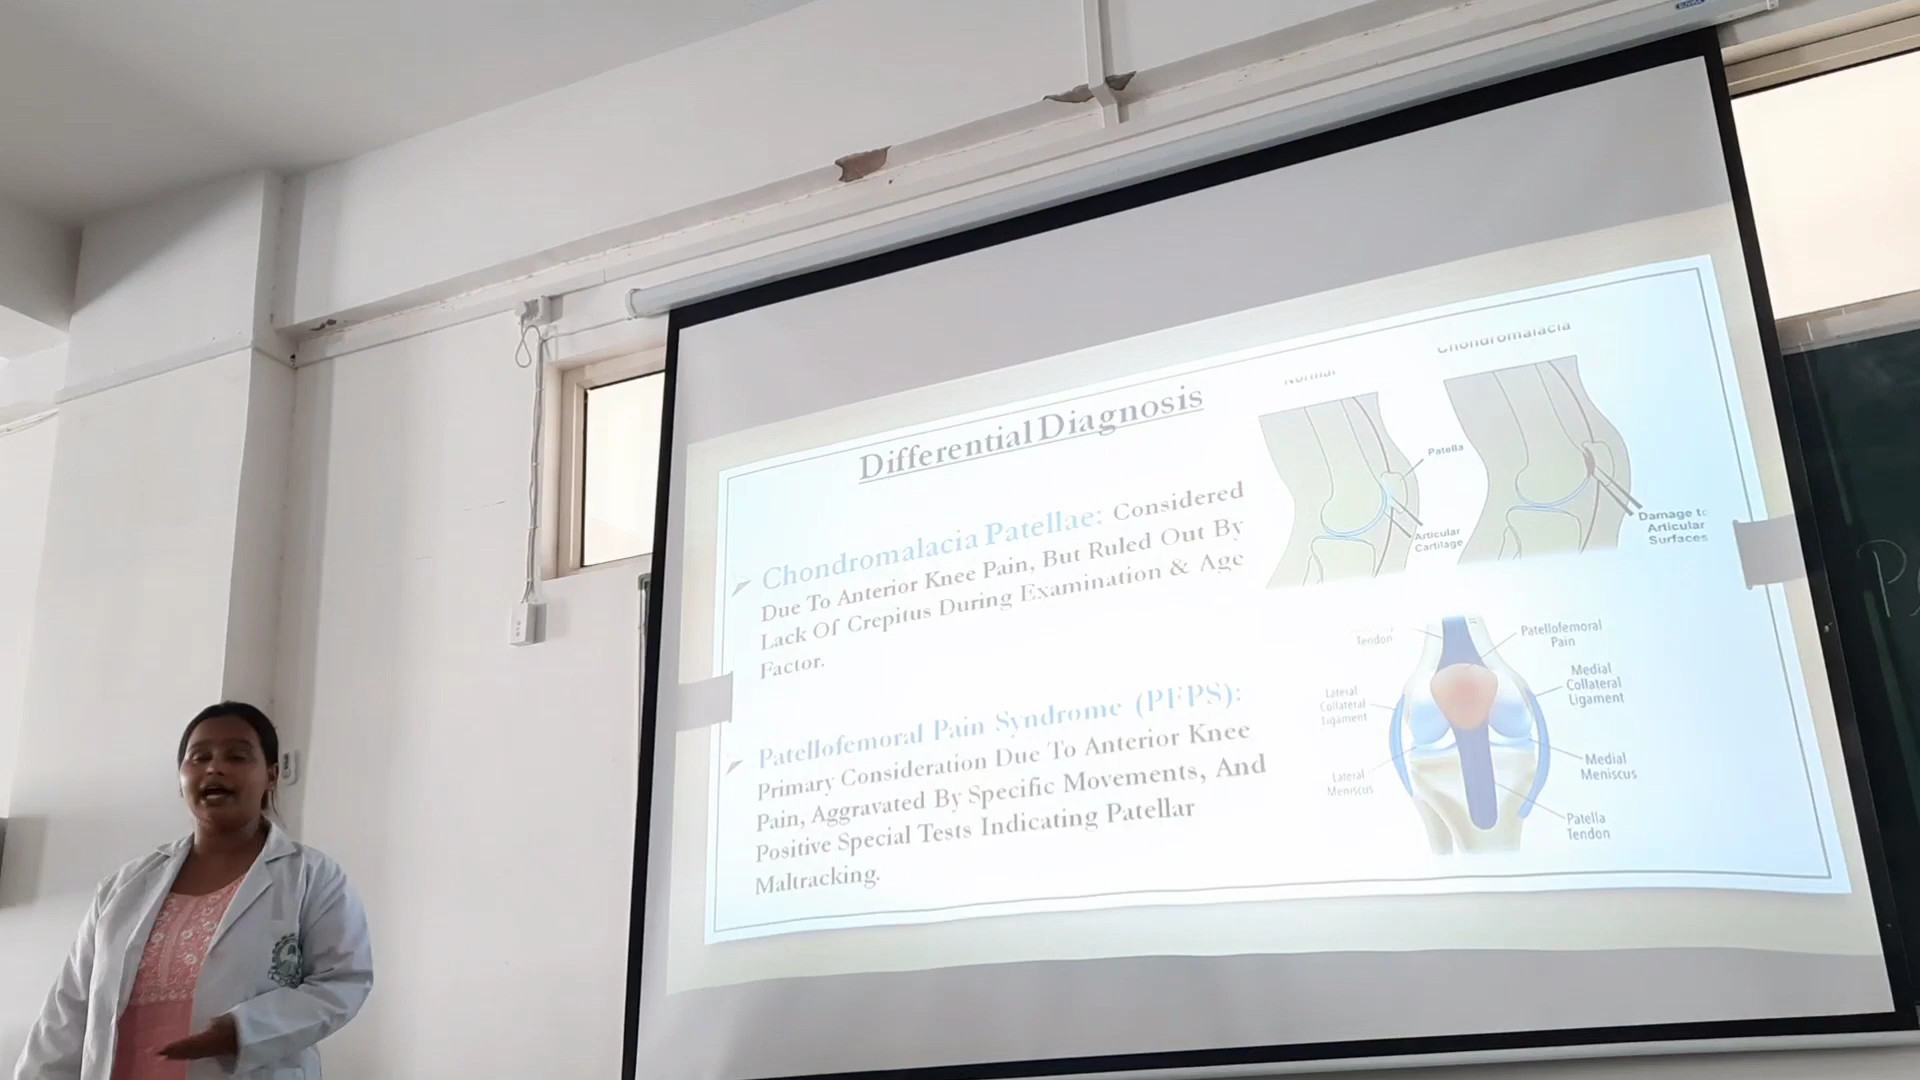 Differential Diagnosis
Chondromalacia Patellae: Considered
Due To Anterior Knee Pain, But Ruled Out By
Lack Of Crepitus During Examination & Age
Factor.
Patellofemoral Pain Syndrome (PFPS):
Primary Consideration Due To Anterior Knee
Pain, Aggravated By Specific Movements, And
Positive Special Tests Indicating Patellar
Maltracking.
Normal
Chondromalacia
Patella
Articular
Cartilage
Damage to
Articular
Surfaces
Tendon
Patellofemoral
Pain
Medial
Collateral
Ligament
Lateral
Collateral
Ligament
Medial
Meniscus
Lateral
Meniscus
Patella
Tendon